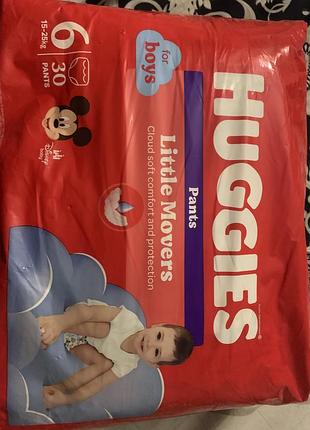 HUGGIES
Pants
Little Movers
Cloud soft comfort and protection
for
boys
6
15-25kg
30
PANTS
Disney
baby